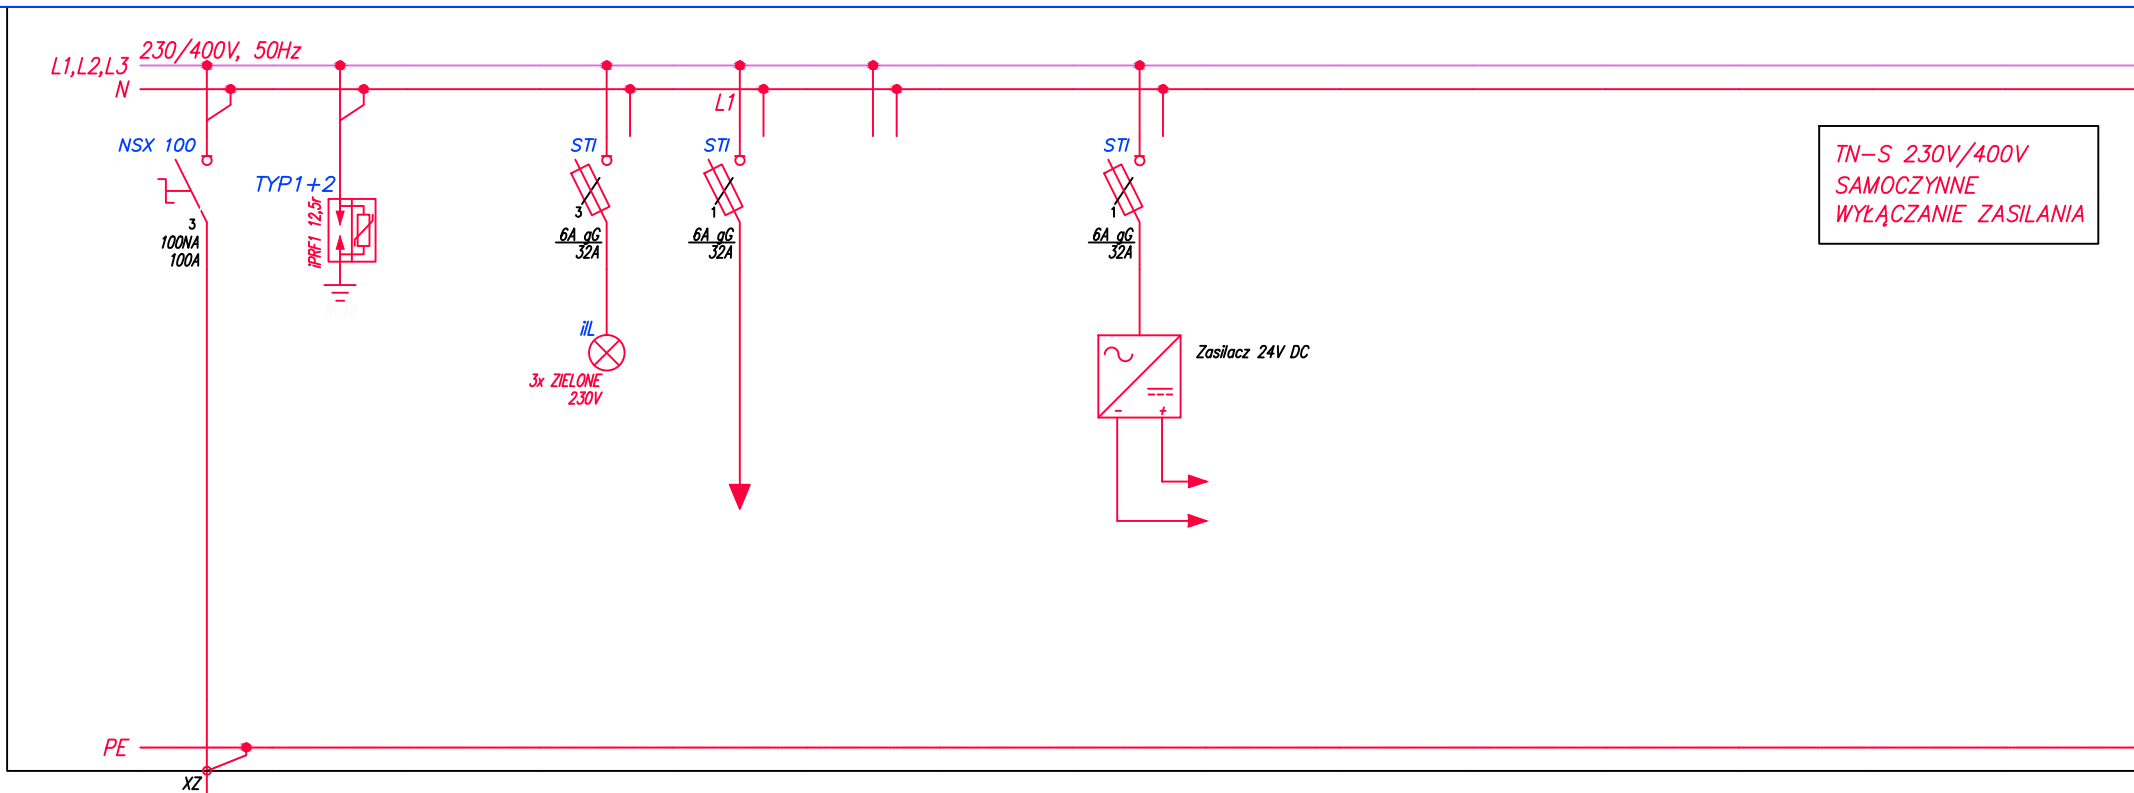 230/400V, 50Hz
L1,L2,L3
N
L1
NSX 100
STI
STI
STI
TN-S 230V/400V
SAMOCZYNNE
WYŁĄCZANIE ZASILANIA
TYP1+2
iPRF1 12,5r
3
100NA
100A
3
6A gG
32A
1
6A gG
32A
1
6A gG
32A
iIL
3x ZIELONE
230V
Zasilacz 24V DC
- +
PE
XZ